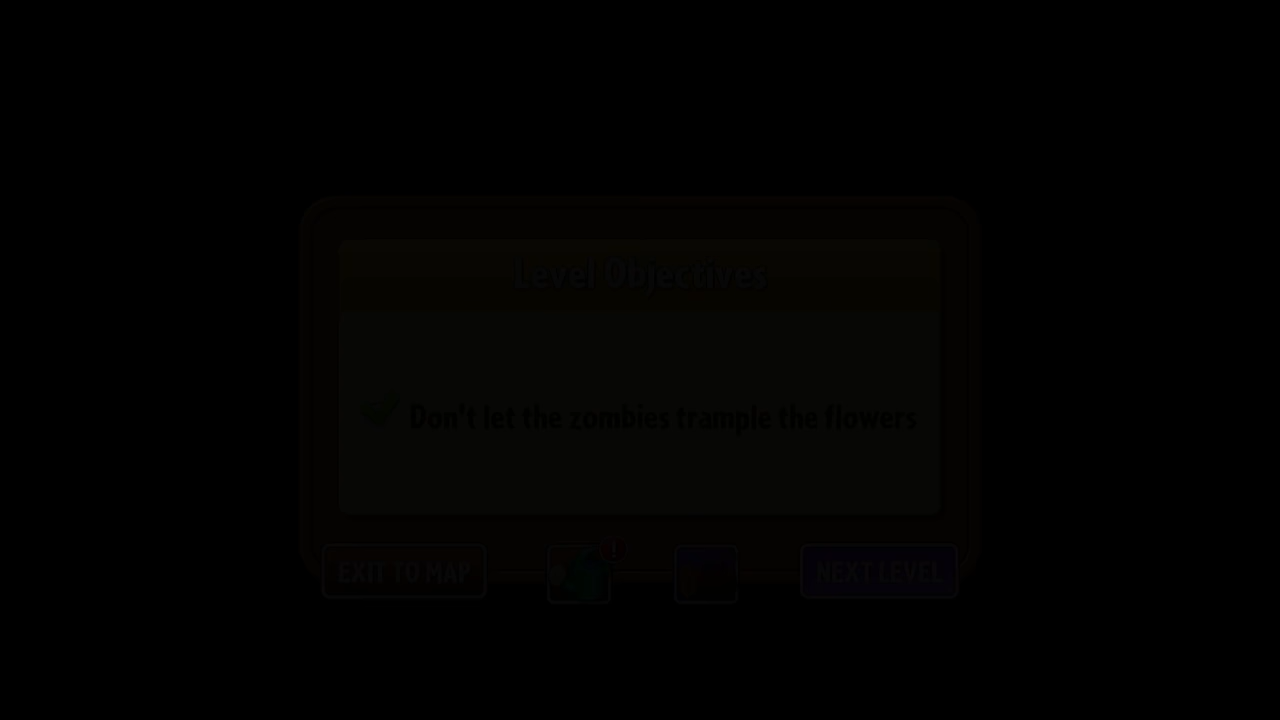 Level Objectives
Don't let the zombies trample the flowers
!
EXIT TO MAP
NEXT LEVEL